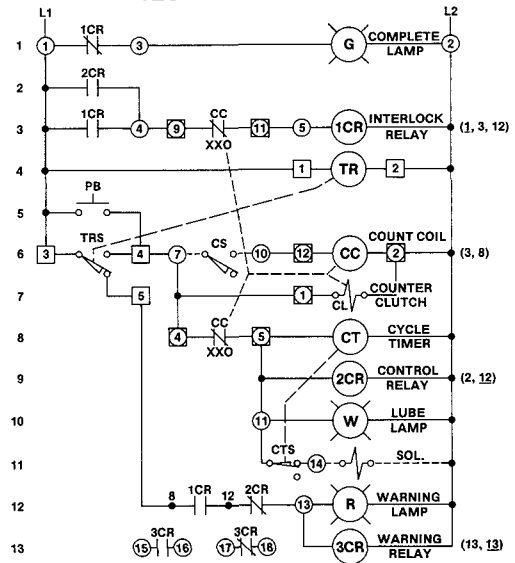 L1 L2
1CR
1 1 3 G COMPLETE LAMP 2
2CR
2
1CR CC
3 4 9 11 5 1CR INTERLOCK RELAY (1, 3, 12)
XXO
4 1 TR 2
PB
5
TRS CS COUNT COIL
6 3 4 7 10 12 CC 2 (3, 8)
7 5 1 CL COUNTER CLUTCH
CC
8 4 5 CT CYCLE TIMER
XXO
9 2CR CONTROL RELAY (2, 12)
10 11 W LUBE LAMP
CTS
11 14 SOL.
8 1CR 12 2CR
12 13 R WARNING LAMP
3CR 3CR
13 15 16 17 18 3CR WARNING RELAY (13, 13)